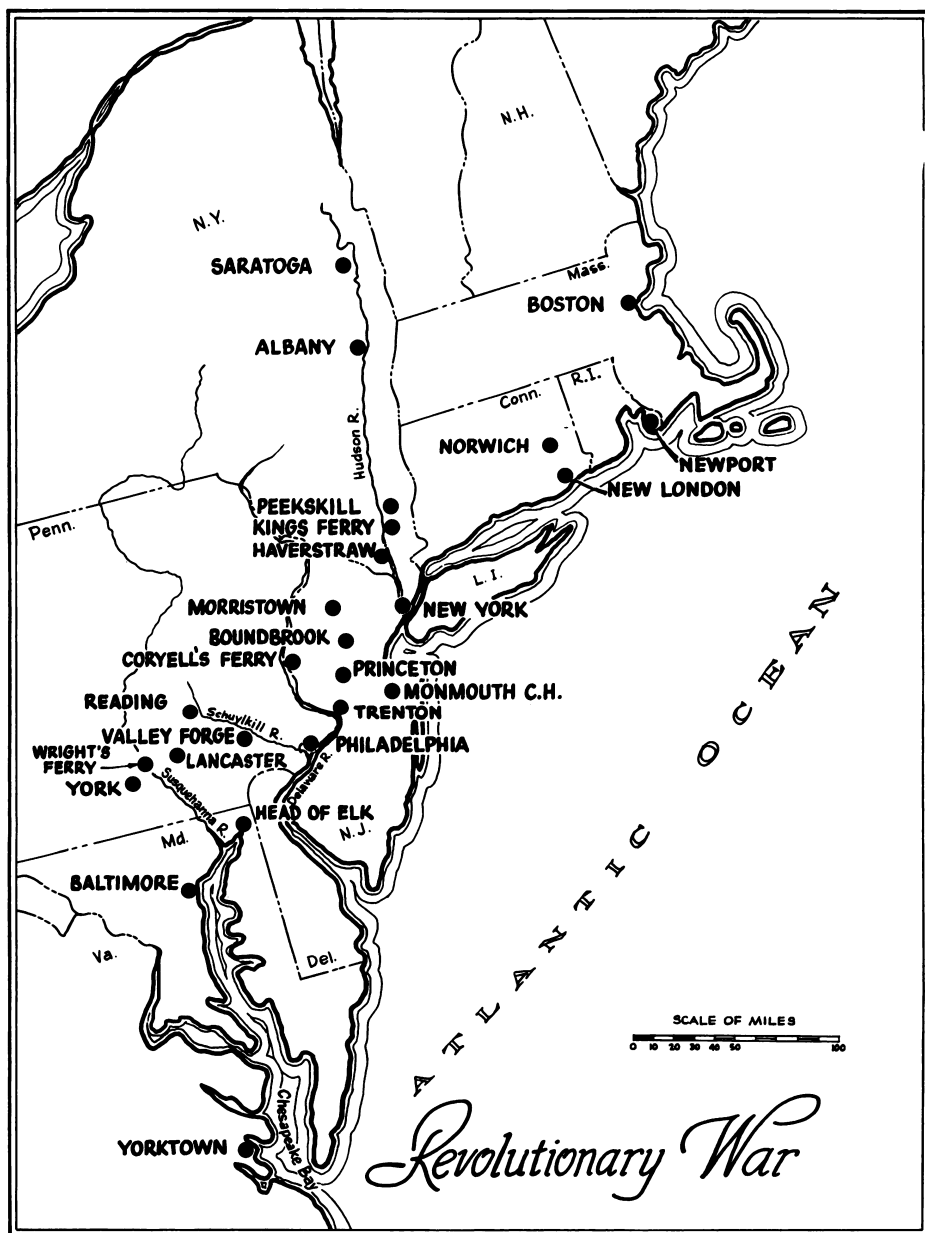 N.H.
N.Y.
SARATOGA
Mass.
BOSTON
ALBANY
R.I.
Conn.
Hudson R.
NORWICH
NEWPORT
NEW LONDON
PEEKSKILL
Penn.
KINGS FERRY
HAVERSTRAW
L.I.
MORRISTOWN
NEW YORK
BOUNDBROOK
CORYELL'S FERRY
PRINCETON
MONMOUTH C.H.
READING
TRENTON
Schuylkill R.
VALLEY FORGE
PHILADELPHIA
WRIGHT'S
FERRY
LANCASTER
YORK
Susquehanna R.
Delaware R.
HEAD OF ELK
N.J.
Md.
BALTIMORE
Va.
Del.
ATLANTIC OCEAN
SCALE OF MILES
0 10 20 30 40 50 100
Chesapeake Bay
YORKTOWN
Revolutionary War